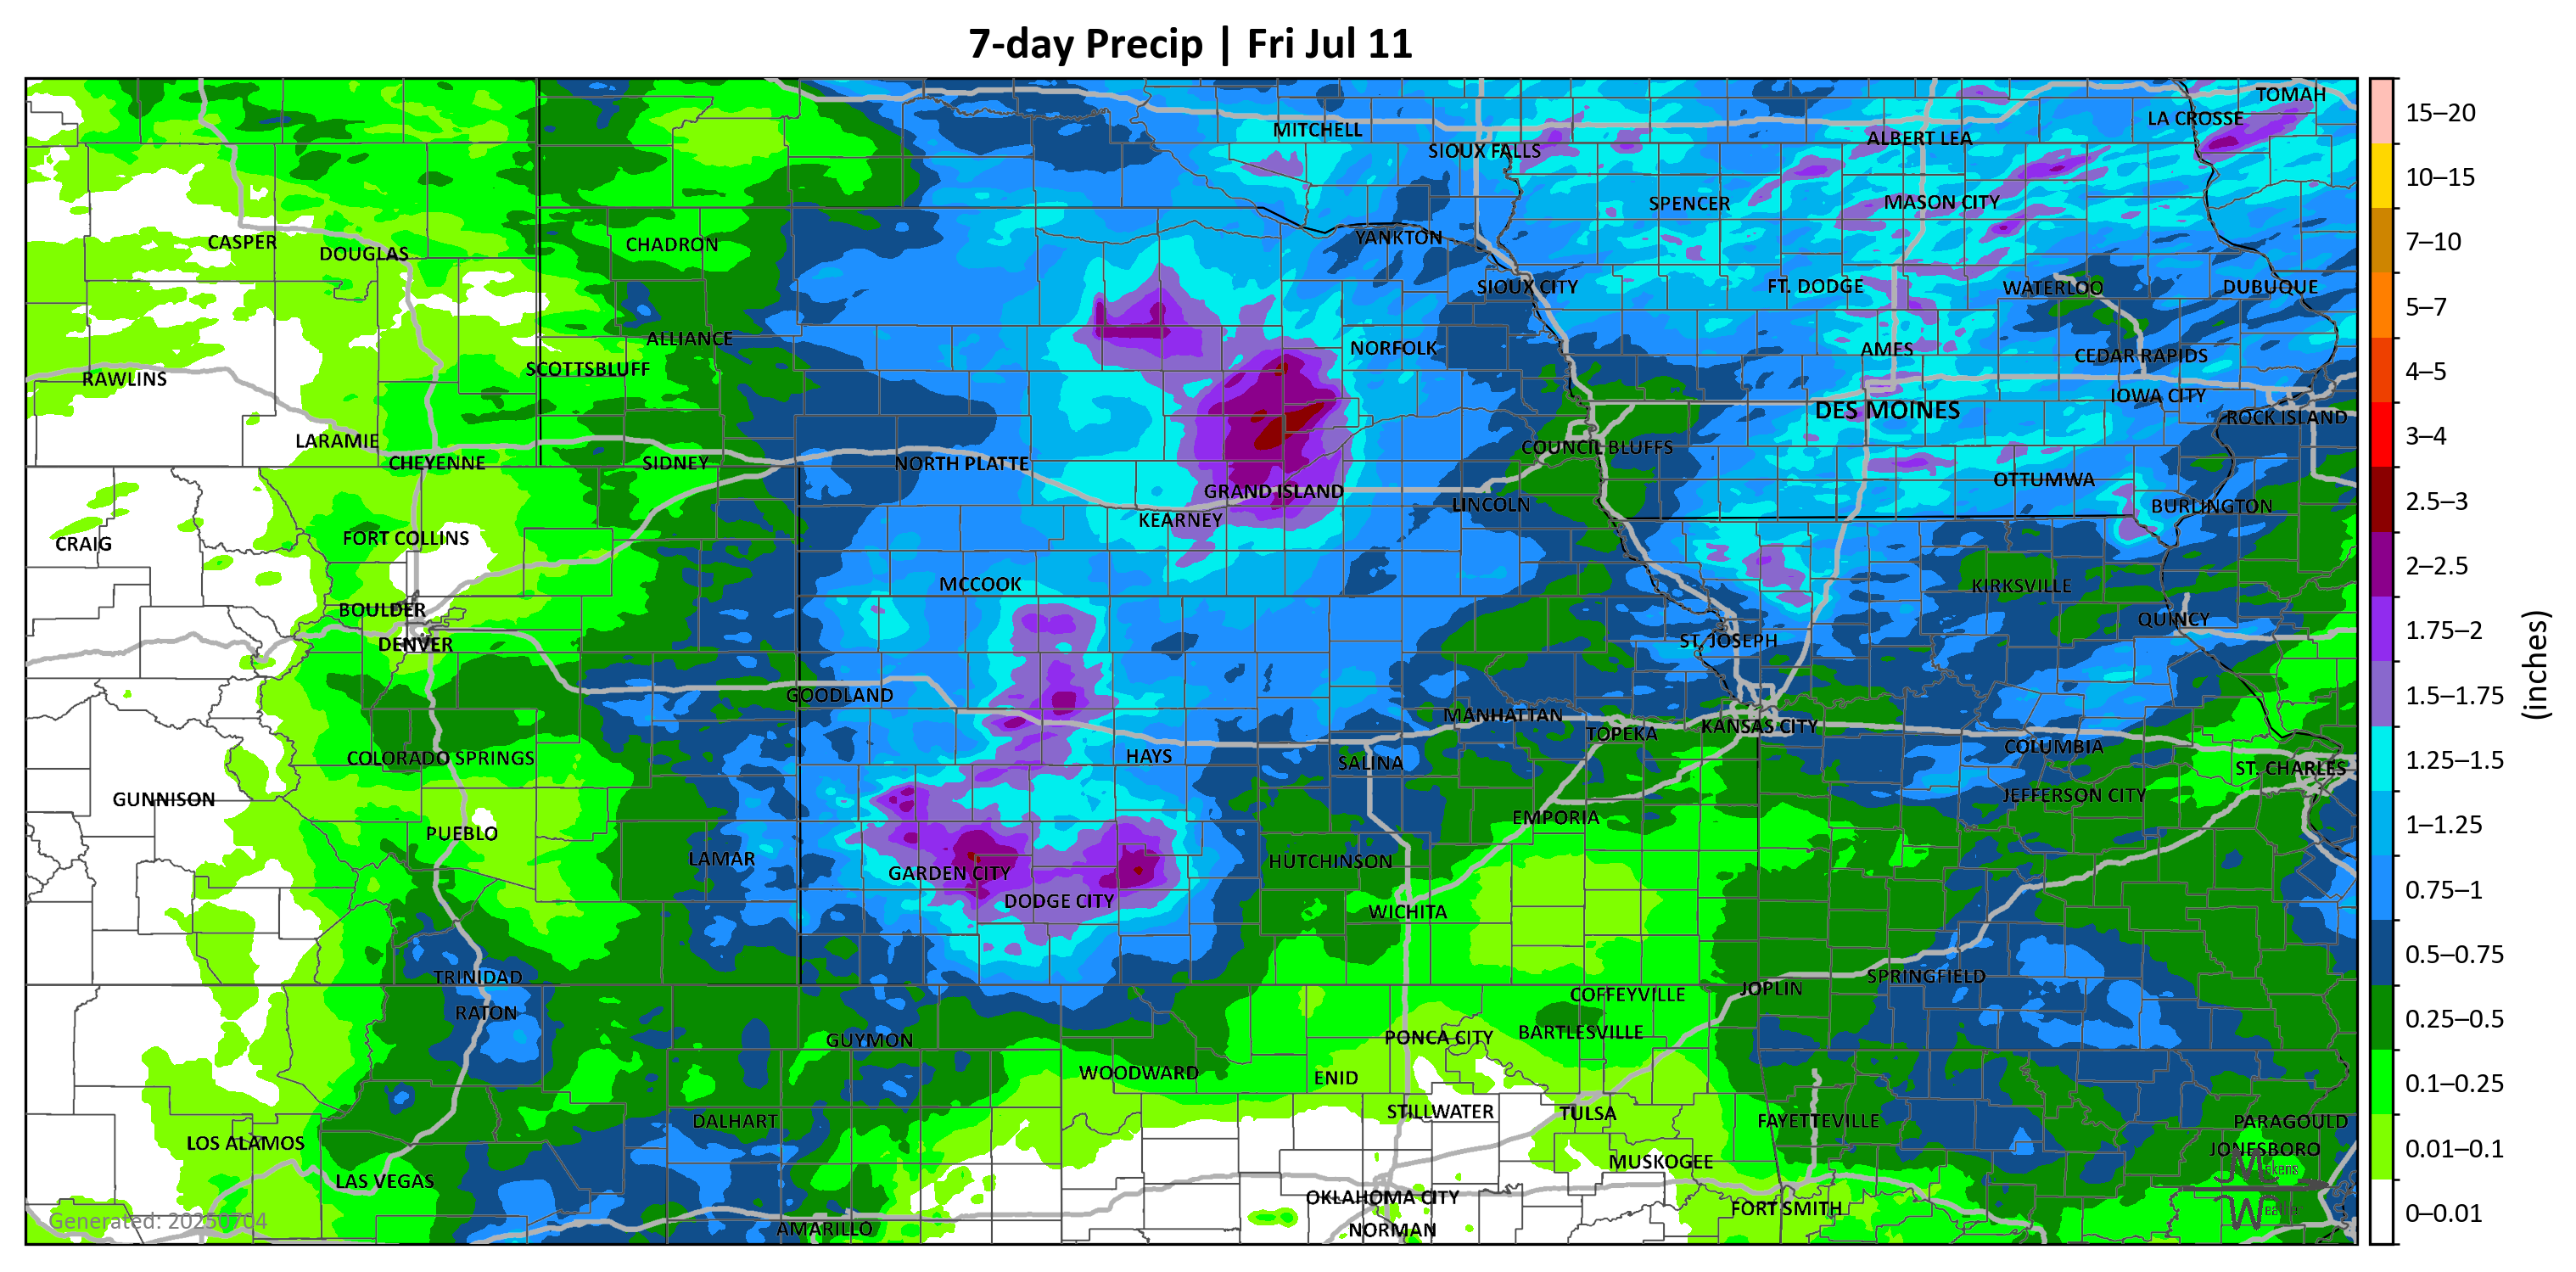 7-day Precip | Fri Jul 11
TOMAH
LA CROSSE
MITCHELL
ALBERT LEA
SIOUX FALLS
SPENCER
MASON CITY
YANKTON
CHADRON
CASPER
DOUGLAS
SIOUX CITY
FT. DODGE
WATERLOO
DUBUQUE
ALLIANCE
NORFOLK
AMES
CEDAR RAPIDS
SCOTTSBLUFF
RAWLINS
IOWA CITY
DES MOINES
ROCK ISLAND
LARAMIE
COUNCIL BLUFFS
CHEYENNE
SIDNEY
NORTH PLATTE
OTTUMWA
GRAND ISLAND
LINCOLN
BURLINGTON
KEARNEY
FORT COLLINS
CRAIG
MCCOOK
KIRKSVILLE
BOULDER
QUINCY
DENVER
ST. JOSEPH
GOODLAND
MANHATTAN
KANSAS CITY
TOPEKA
COLUMBIA
COLORADO SPRINGS
HAYS
SALINA
ST. CHARLES
GUNNISON
JEFFERSON CITY
EMPORIA
PUEBLO
LAMAR
HUTCHINSON
GARDEN CITY
DODGE CITY
WICHITA
TRINIDAD
SPRINGFIELD
JOPLIN
COFFEYVILLE
RATON
BARTLESVILLE
PONCA CITY
GUYMON
WOODWARD
ENID
STILLWATER
TULSA
DALHART
FAYETTEVILLE
PARAGOULD
LOS ALAMOS
JONESBORO
MUSKOGEE
LAS VEGAS
OKLAHOMA CITY
FORT SMITH
AMARILLO
NORMAN
Generated: 20250704
Makens
Weather
15–20
10–15
7–10
5–7
4–5
3–4
2.5–3
2–2.5
1.75–2
1.5–1.75
1.25–1.5
1–1.25
0.75–1
0.5–0.75
0.25–0.5
0.1–0.25
0.01–0.1
0–0.01
(inches)